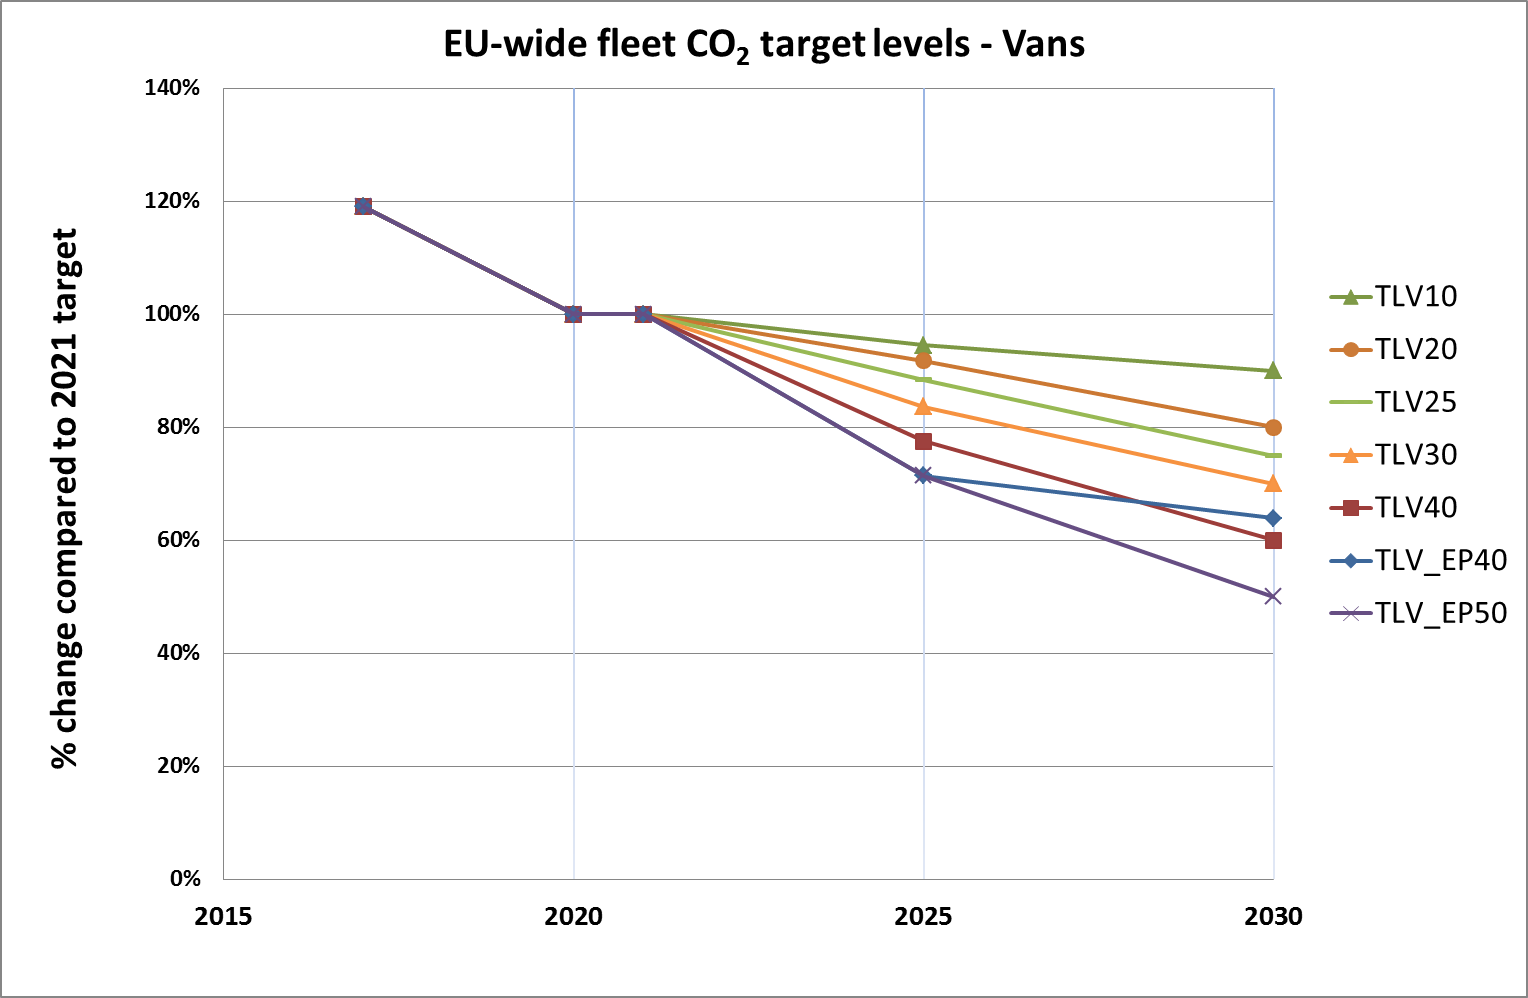 EU-wide fleet CO₂ target levels - Vans
% change compared to 2021 target
140%
120%
100%
80%
60%
40%
20%
0%
2015
2020
2025
2030
TLV10
TLV20
TLV25
TLV30
TLV40
TLV_EP40
TLV_EP50